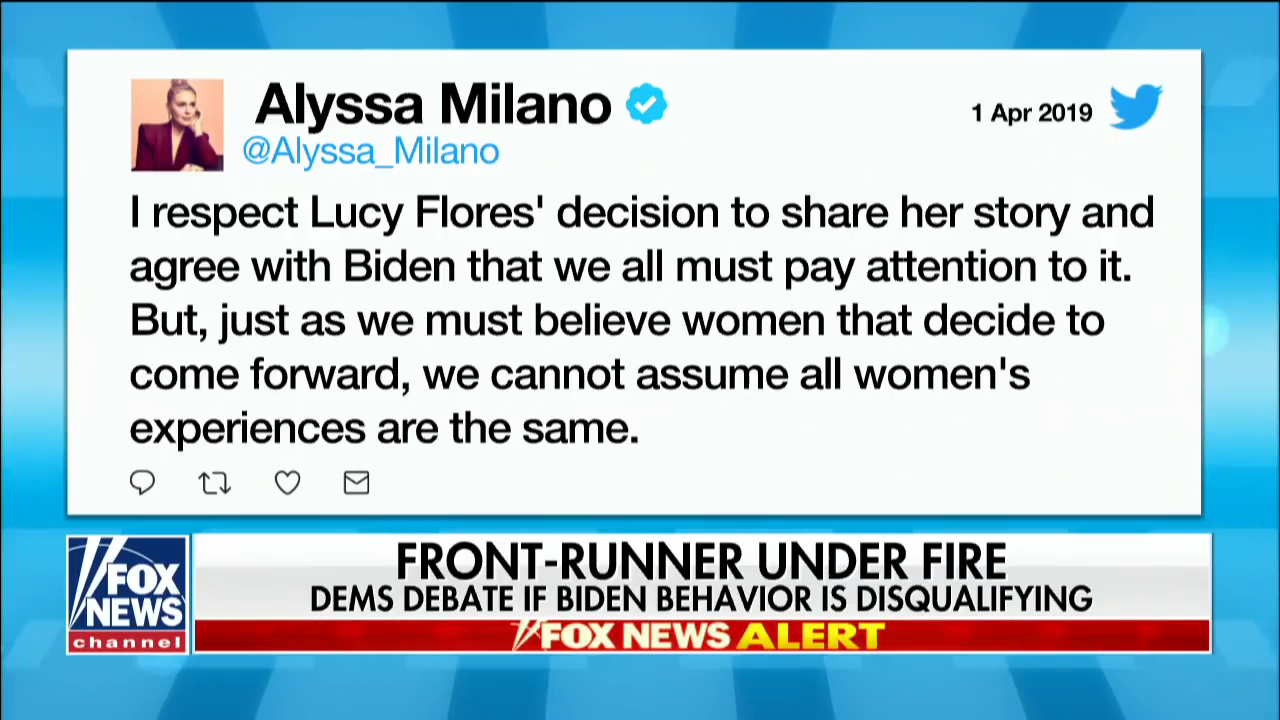 Alyssa Milano
@Alyssa_Milano
1 Apr 2019
I respect Lucy Flores' decision to share her story and
agree with Biden that we all must pay attention to it.
But, just as we must believe women that decide to
come forward, we cannot assume all women's
experiences are the same.
FOX
NEWS
channel
FRONT-RUNNER UNDER FIRE
DEMS DEBATE IF BIDEN BEHAVIOR IS DISQUALIFYING
FOX NEWS ALERT